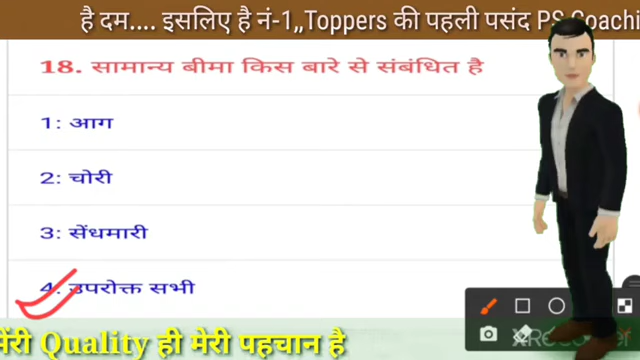 है दम.... इसलिए है नं-1,,Toppers की पहली पसंद PS Coachi
18. सामान्य बीमा किस बारे से संबंधित है
1: आग
2: चोरी
3: सेंधमारी
4: उपरोक्त सभी
मेंरी Quality ही मेरी पहचान है